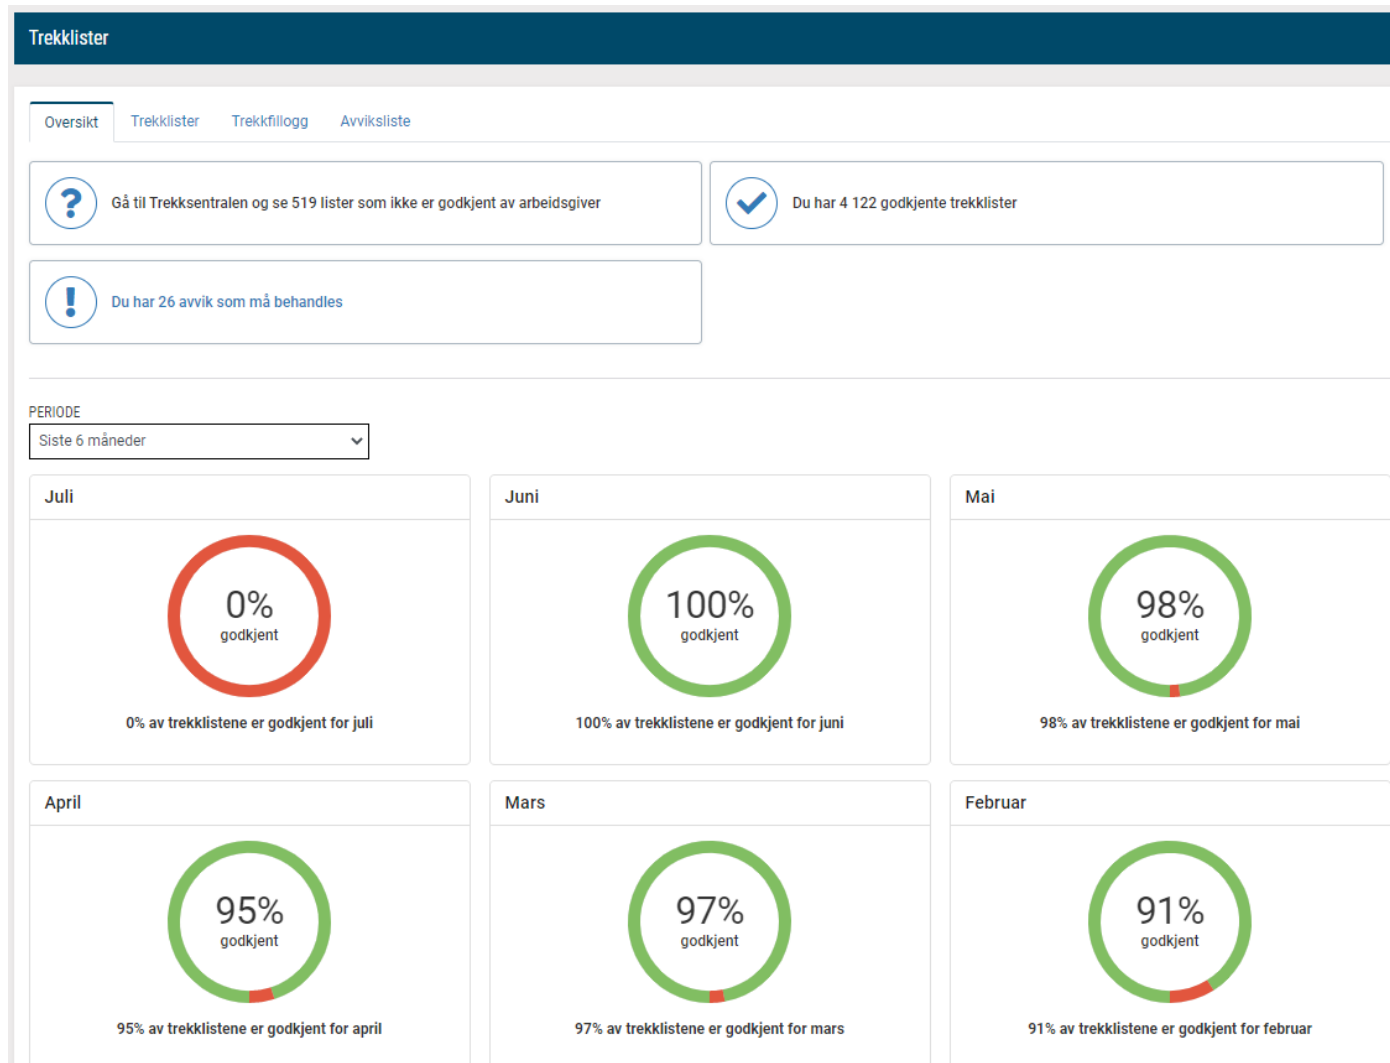 Trekklister
Oversikt Trekklister Trekkfillogg Avviksliste
Gå til Trekksentralen og se 519 lister som ikke er godkjent av arbeidsgiver
Du har 4 122 godkjente trekklister
Du har 26 avvik som må behandles
PERIODE
Siste 6 måneder
Juli
0%
godkjent
0% av trekklistene er godkjent for juli
Juni
100%
godkjent
100% av trekklistene er godkjent for juni
Mai
98%
godkjent
98% av trekklistene er godkjent for mai
April
95%
godkjent
95% av trekklistene er godkjent for april
Mars
97%
godkjent
97% av trekklistene er godkjent for mars
Februar
91%
godkjent
91% av trekklistene er godkjent for februar